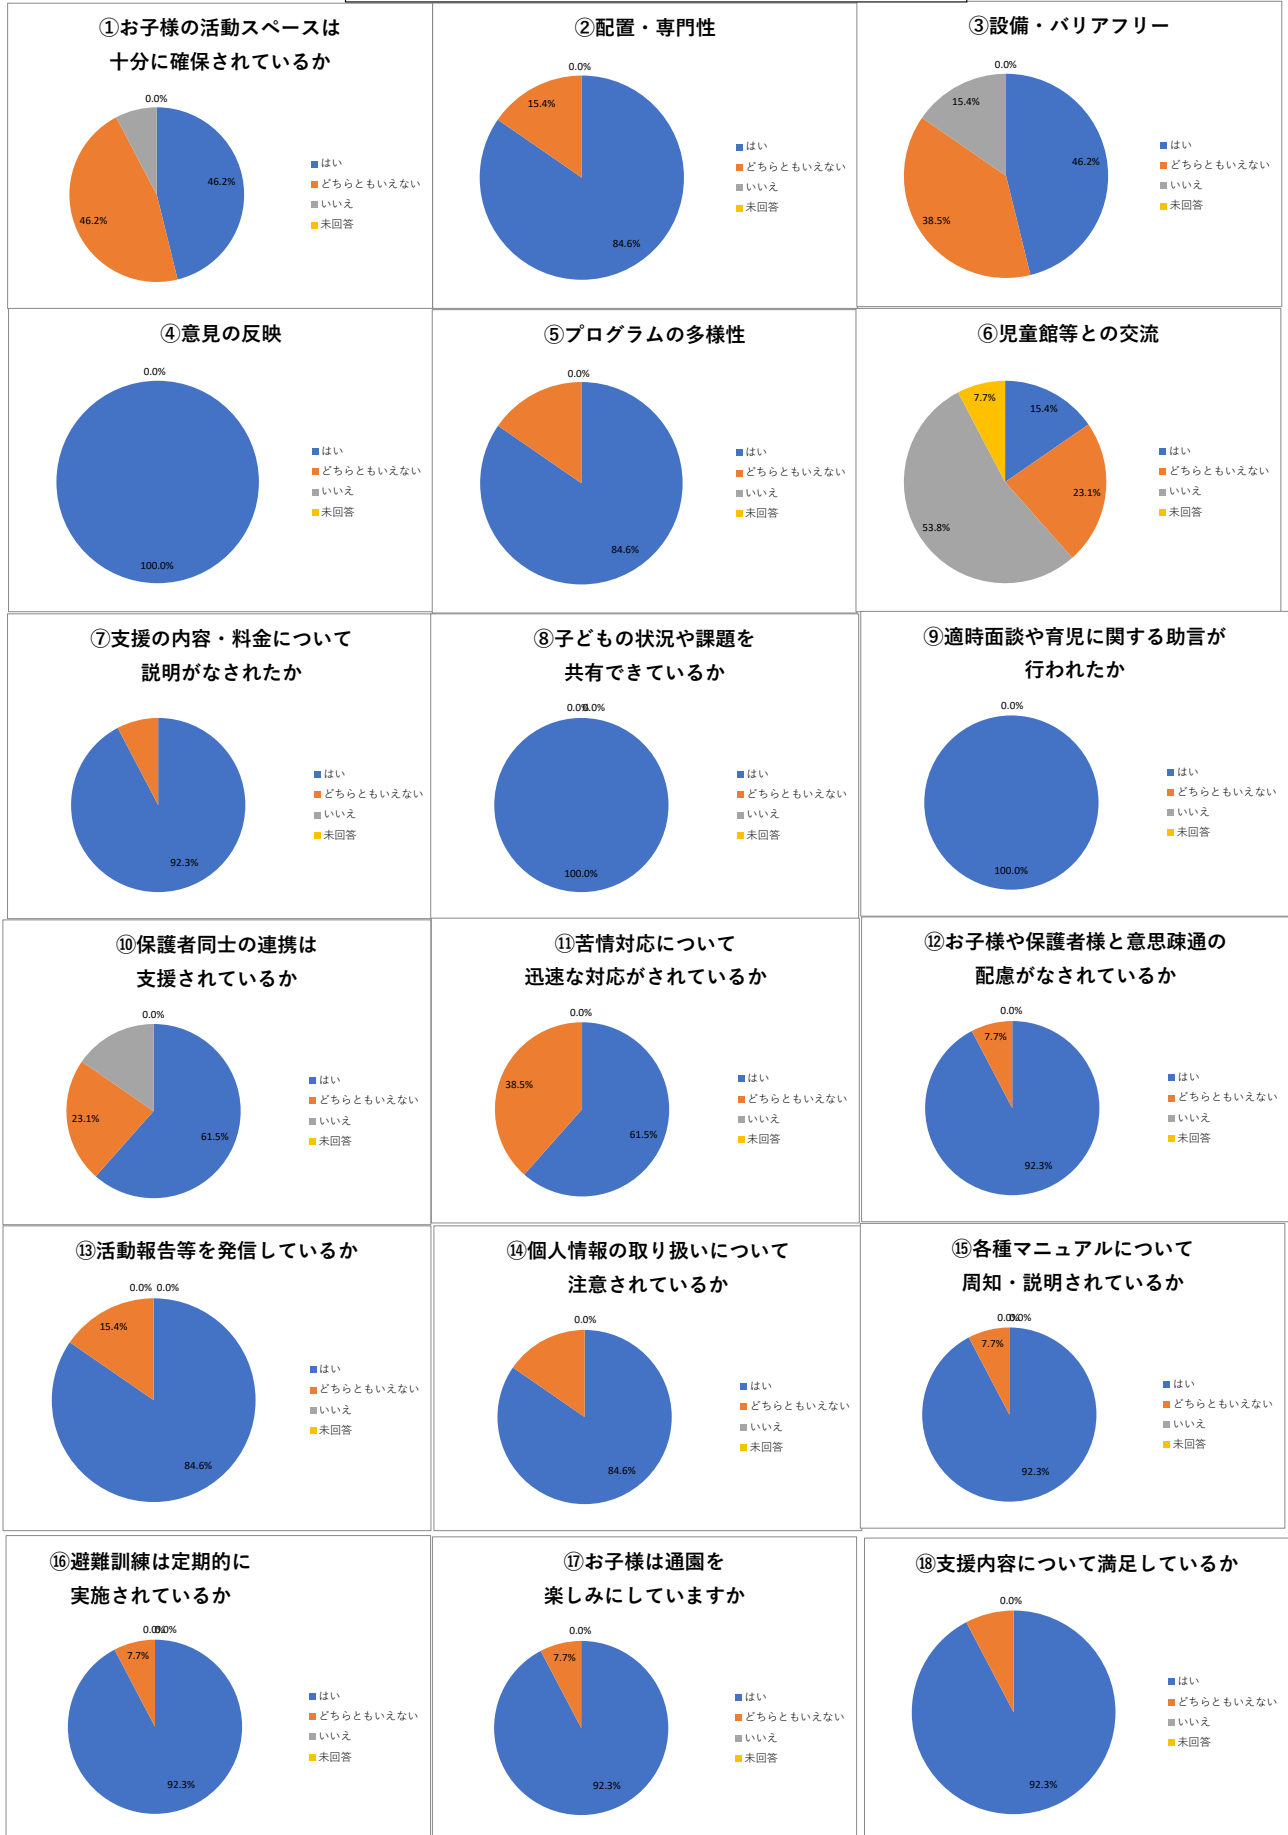 ①お子様の活動スペースは
十分に確保されているか
0.0%
46.2%
46.2%
はい
どちらともいえない
いいえ
未回答
②配置・専門性
0.0%
15.4%
84.6%
はい
どちらともいえない
いいえ
未回答
③設備・バリアフリー
0.0%
15.4%
46.2%
38.5%
はい
どちらともいえない
いいえ
未回答
④意見の反映
0.0%
100.0%
はい
どちらともいえない
いいえ
未回答
⑤プログラムの多様性
0.0%
84.6%
はい
どちらともいえない
いいえ
未回答
⑥児童館等との交流
7.7%
15.4%
23.1%
53.8%
はい
どちらともいえない
いいえ
未回答
⑦支援の内容・料金について
説明がなされたか
92.3%
はい
どちらともいえない
いいえ
未回答
⑧子どもの状況や課題を
共有できているか
0.0%0.0%
100.0%
はい
どちらともいえない
いいえ
未回答
⑨適時面談や育児に関する助言が
行われたか
0.0%
100.0%
はい
どちらともいえない
いいえ
未回答
⑩保護者同士の連携は
支援されているか
0.0%
23.1%
61.5%
はい
どちらともいえない
いいえ
未回答
⑪苦情対応について
迅速な対応がされているか
0.0%
38.5%
61.5%
はい
どちらともいえない
いいえ
未回答
⑫お子様や保護者様と意思疎通の
配慮がなされているか
0.0%
7.7%
92.3%
はい
どちらともいえない
いいえ
未回答
⑬活動報告等を発信しているか
0.0% 0.0%
15.4%
84.6%
はい
どちらともいえない
いいえ
未回答
⑭個人情報の取り扱いについて
注意されているか
0.0%
84.6%
はい
どちらともいえない
いいえ
未回答
⑮各種マニュアルについて
周知・説明されているか
0.0%0.0%
7.7%
92.3%
はい
どちらともいえない
いいえ
未回答
⑯避難訓練は定期的に
実施されているか
0.0%0.0%
7.7%
92.3%
はい
どちらともいえない
いいえ
未回答
⑰お子様は通園を
楽しみにしていますか
0.0%
7.7%
92.3%
はい
どちらともいえない
いいえ
未回答
⑱支援内容について満足しているか
0.0%
92.3%
はい
どちらともいえない
いいえ
未回答